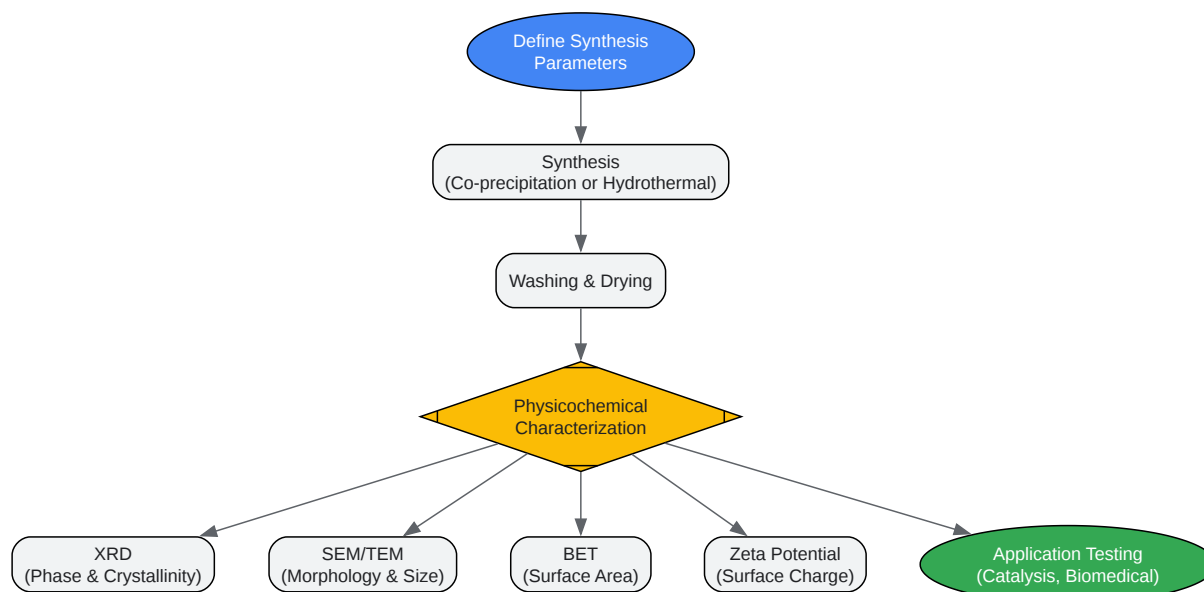 Define Synthesis
Parameters
Synthesis
(Co-precipitation or Hydrothermal)
Washing & Drying
Physicochemical
Characterization
XRD
(Phase & Crystallinity)
SEM/TEM
(Morphology & Size)
BET
(Surface Area)
Zeta Potential
(Surface Charge)
Application Testing
(Catalysis, Biomedical)